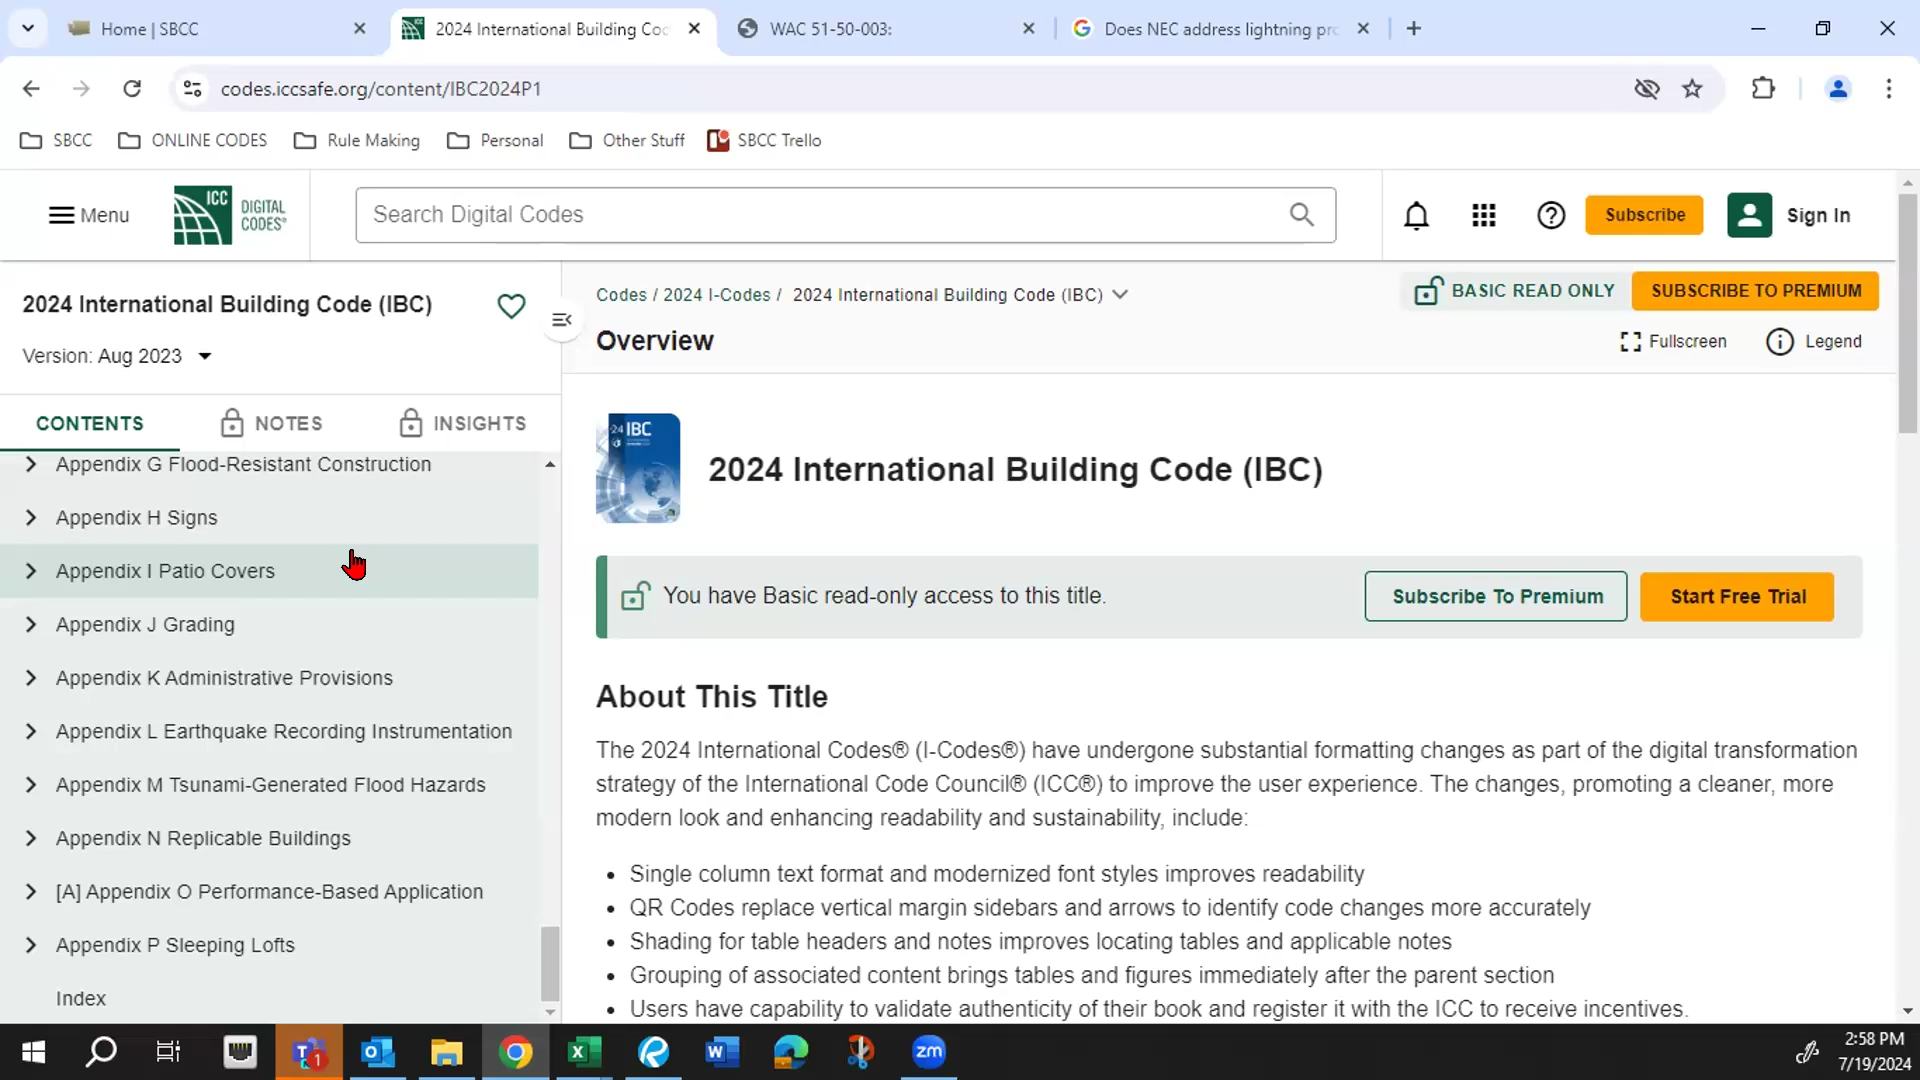 Home | SBCC
2024 International Building Coc
WAC 51-50-003:
Does NEC address lightning pro
codes.iccsafe.org/content/IBC2024P1
SBCC
ONLINE CODES
Rule Making
Personal
Other Stuff
SBCC Trello
Menu
ICC
DIGITAL
CODES®
Search Digital Codes
Subscribe
Sign In
2024 International Building Code (IBC)
Version: Aug 2023
CONTENTS
NOTES
INSIGHTS
Appendix G Flood-Resistant Construction
Appendix H Signs
Appendix I Patio Covers
Appendix J Grading
Appendix K Administrative Provisions
Appendix L Earthquake Recording Instrumentation
Appendix M Tsunami-Generated Flood Hazards
Appendix N Replicable Buildings
[A] Appendix O Performance-Based Application
Appendix P Sleeping Lofts
Index
Codes / 2024 I-Codes / 2024 International Building Code (IBC)
BASIC READ ONLY
SUBSCRIBE TO PREMIUM
Overview
Fullscreen
Legend
24 IBC
2024 International Building Code (IBC)
You have Basic read-only access to this title.
Subscribe To Premium
Start Free Trial
About This Title
The 2024 International Codes® (I-Codes®) have undergone substantial formatting changes as part of the digital transformation
strategy of the International Code Council® (ICC®) to improve the user experience. The changes, promoting a cleaner, more
modern look and enhancing readability and sustainability, include:
• Single column text format and modernized font styles improves readability
• QR Codes replace vertical margin sidebars and arrows to identify code changes more accurately
• Shading for table headers and notes improves locating tables and applicable notes
• Grouping of associated content brings tables and figures immediately after the parent section
• Users have capability to validate authenticity of their book and register it with the ICC to receive incentives.
T
1
zm
2:58 PM
7/19/2024